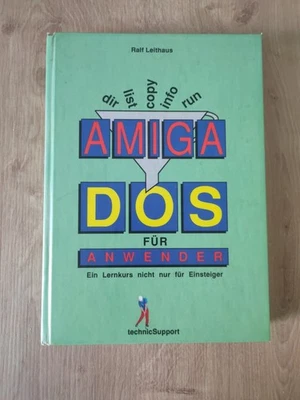 Ralf Leithaus
dir list copy info run
AMIGA
DOS
FÜR
ANWENDER
Ein Lernkurs nicht nur für Einsteiger
technicSupport